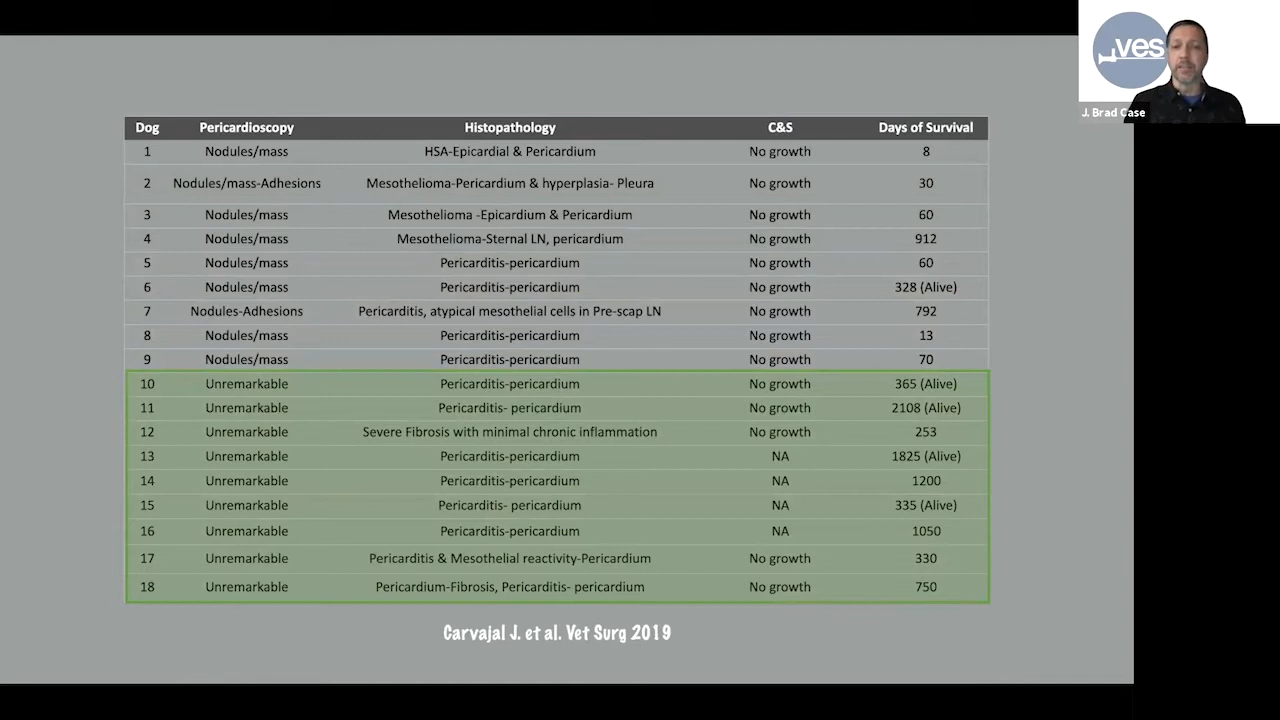 .ves
J. Brad Case
Dog Pericardioscopy Histopathology C&S Days of Survival
1 Nodules/mass HSA-Epicardial & Pericardium No growth 8
2 Nodules/mass-Adhesions Mesothelioma-Pericardium & hyperplasia- Pleura No growth 30
3 Nodules/mass Mesothelioma -Epicardium & Pericardium No growth 60
4 Nodules/mass Mesothelioma-Sternal LN, pericardium No growth 912
5 Nodules/mass Pericarditis-pericardium No growth 60
6 Nodules/mass Pericarditis-pericardium No growth 328 (Alive)
7 Nodules-Adhesions Pericarditis, atypical mesothelial cells in Pre-scap LN No growth 792
8 Nodules/mass Pericarditis-pericardium No growth 13
9 Nodules/mass Pericarditis-pericardium No growth 70
10 Unremarkable Pericarditis-pericardium No growth 365 (Alive)
11 Unremarkable Pericarditis- pericardium No growth 2108 (Alive)
12 Unremarkable Severe Fibrosis with minimal chronic inflammation No growth 253
13 Unremarkable Pericarditis-pericardium NA 1825 (Alive)
14 Unremarkable Pericarditis-pericardium NA 1200
15 Unremarkable Pericarditis- pericardium NA 335 (Alive)
16 Unremarkable Pericarditis-pericardium NA 1050
17 Unremarkable Pericarditis & Mesothelial reactivity-Pericardium No growth 330
18 Unremarkable Pericardium-Fibrosis, Pericarditis- pericardium No growth 750
Carvajal J. et al. Vet Surg 2019